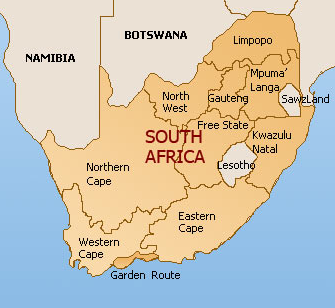 Limpopo
BOTSWANA
NAMIBIA
Mpuma'
Langa
North
West
Gauteng
SawzLand
Free State
SOUTH
AFRICA
Kwazulu
Natal
Lesotho
Northern
Cape
Eastern
Cape
Western
Cape
Garden Route